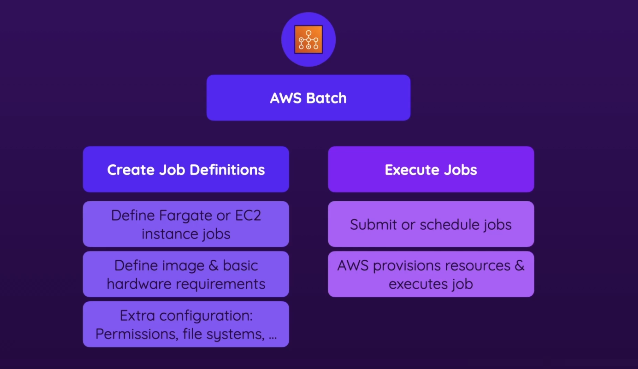 AWS Batch
Create Job Definitions
Define Fargate or EC2
instance jobs
Define image & basic
hardware requirements
Extra configuration:
Permissions, file systems, ...
Execute Jobs
Submit or schedule jobs
AWS provisions resources &
executes job